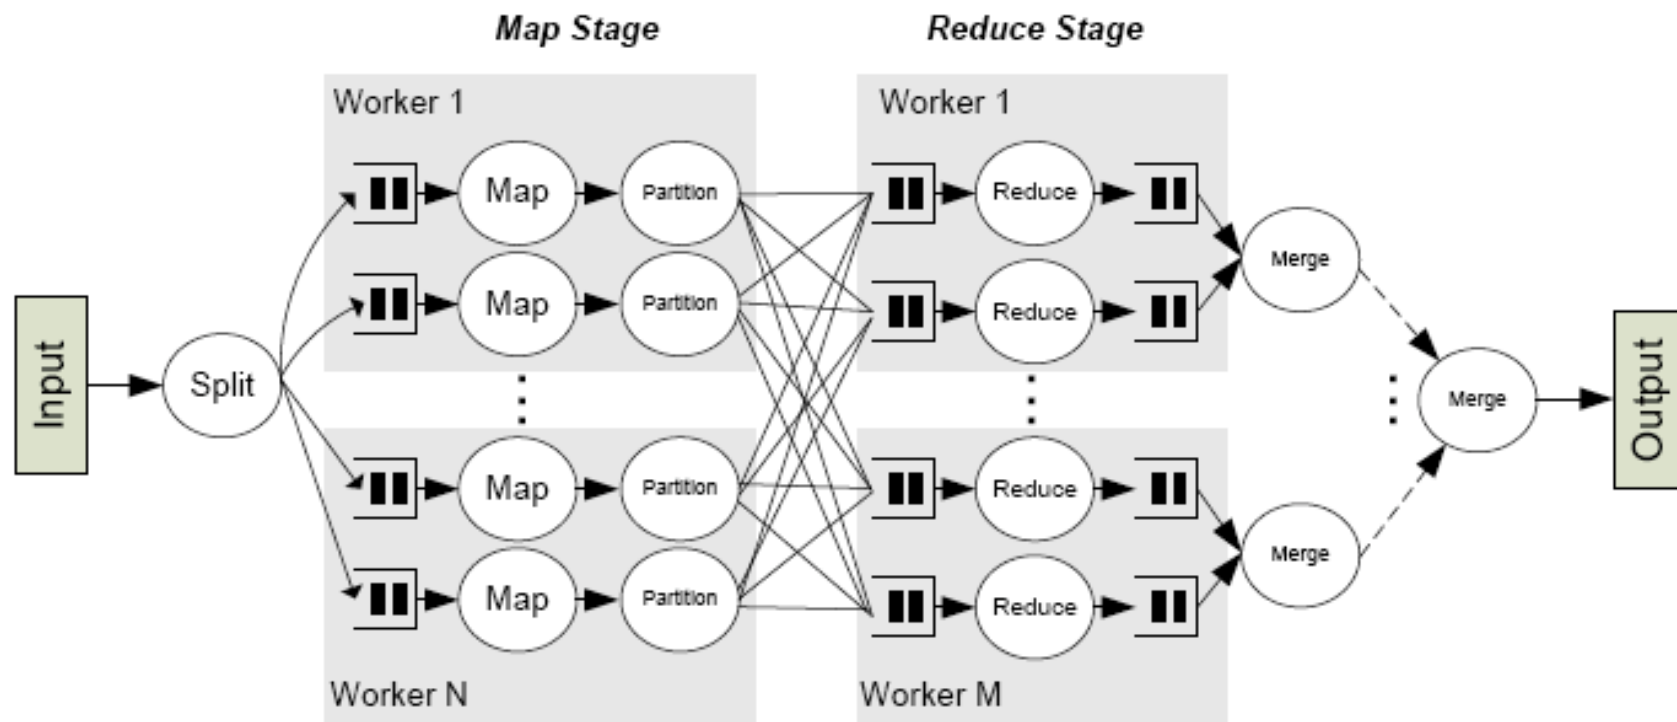 Map Stage
Reduce Stage
Worker 1
Worker 1
Map
Partition
Reduce
Map
Partition
Reduce
Merge
Input
Split
Merge
Output
Map
Partition
Reduce
Map
Partition
Reduce
Merge
Worker N
Worker M